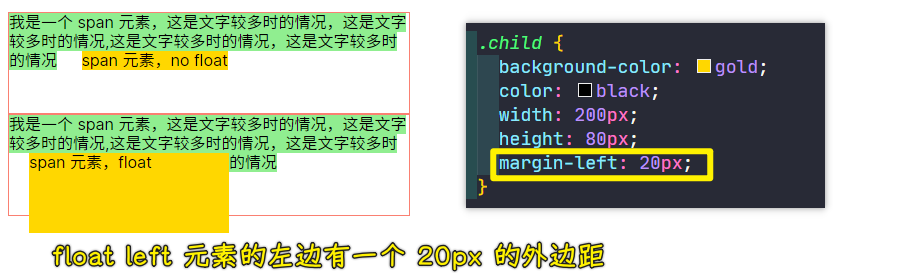 我是一个 span 元素，这是文字较多时的情况，这是文字
较多时的情况,这是文字较多时的情况，这是文字较多时
的情况 span 元素，no float
我是一个 span 元素，这是文字较多时的情况，这是文字
较多时的情况,这是文字较多时的情况，这是文字较多时
span 元素，float 的情况
.child {
background-color: gold;
color: black;
width: 200px;
height: 80px;
margin-left: 20px;
}
float left 元素的左边有一个 20px 的外边距